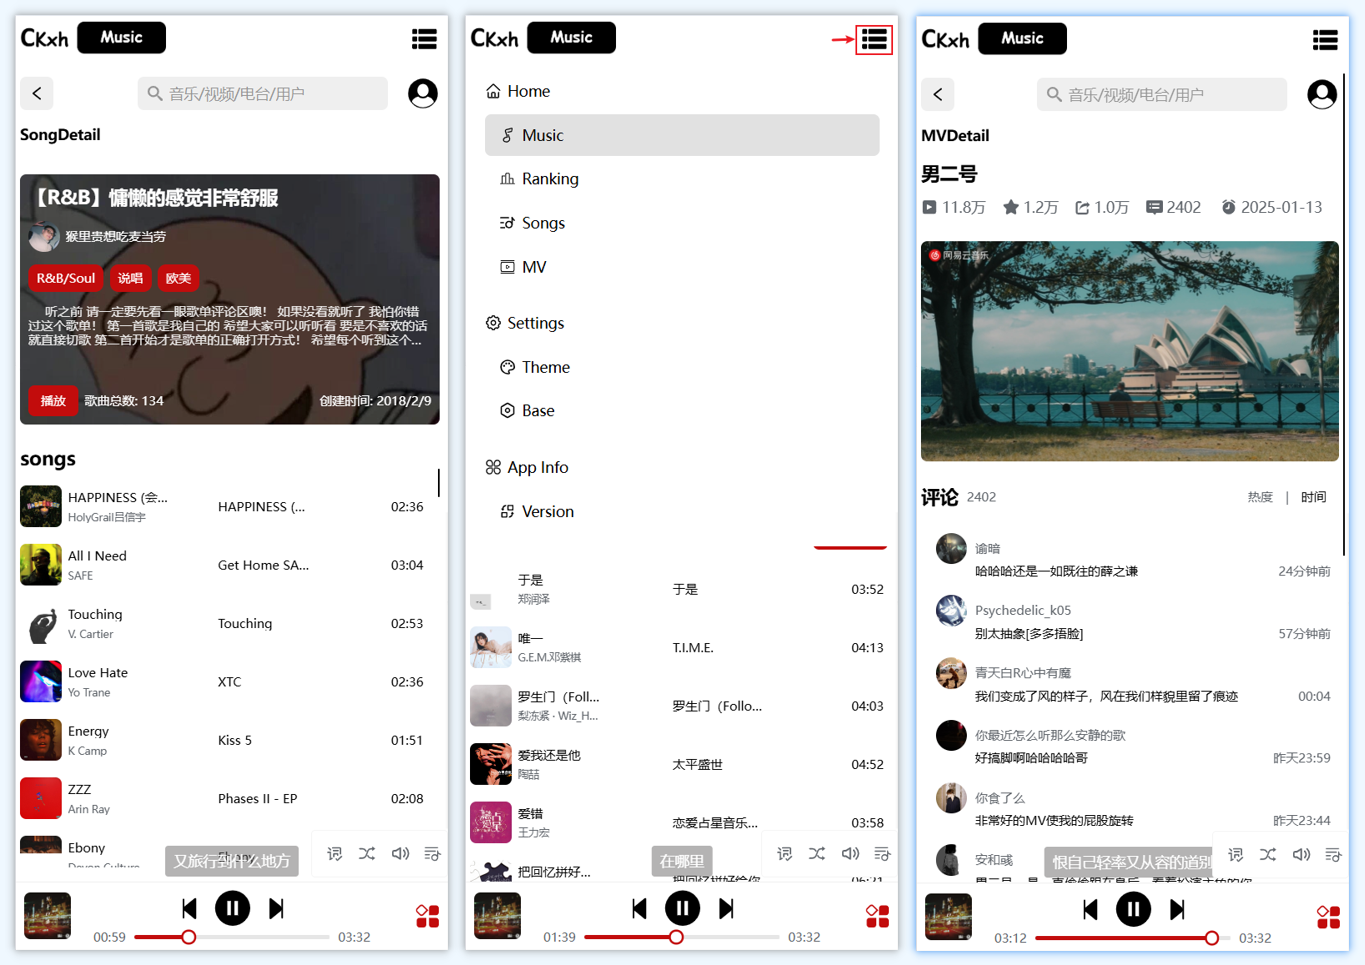 CKxh Music
音乐/视频/电台/用户
SongDetail
【R&B】慵懒的感觉非常舒服
猴里贵想吃麦当劳
R&B/Soul 说唱 欧美
听之前 请一定要先看一眼歌单评论区噢！ 如果没看就听了 我怕你错
过这个歌单！ 第一首歌是我自己的 希望大家可以听听看 要是不喜欢的话
就直接切歌 第二首开始才是歌单的正确打开方式！ 希望每个听到这个...
播放 歌曲总数: 134 创建时间: 2018/2/9
songs
HAPPINESS (会... HAPPINESS (... 02:36
HolyGrail吕信宇
All I Need Get Home SA... 03:04
SAFE
Touching Touching 02:53
V. Cartier
Love Hate XTC 02:36
Yo Trane
Energy Kiss 5 01:51
K Camp
ZZZ Phases II - EP 02:08
Arin Ray
Ebony Ebony
Devon Culture
又旅行到什么地方
词
00:59 03:32
CKxh Music
Home
Music
Ranking
Songs
MV
Settings
Theme
Base
App Info
Version
于是 于是 03:52
郑润泽
唯一 T.I.M.E. 04:13
G.E.M.邓紫棋
罗生门（Foll... 罗生门（Follo... 04:03
梨冻紧 · Wiz_H...
爱我还是他 太平盛世 04:52
陶喆
爱错 恋爱占星音乐... 03:58
王力宏
把回忆拼好... 把回忆拼好给你 06:21
在哪里
词
01:39 03:32
CKxh Music
音乐/视频/电台/用户
MVDetail
男二号
11.8万 1.2万 1.0万 2402 2025-01-13
网易云音乐
评论 2402 热度 | 时间
谕暗
哈哈哈还是一如既往的薛之谦 24分钟前
Psychedelic_k05
别太抽象[多多捂脸] 57分钟前
青天白R心中有魔
我们变成了风的样子，风在我们样貌里留了痕迹 00:04
你最近怎么听那么安静的歌
好搞脚啊哈哈哈哈哥 昨天23:59
你食了么
非常好的MV使我的屁股旋转 昨天23:44
安和彧
恨自己轻率又从容的道别
词
03:12 03:32